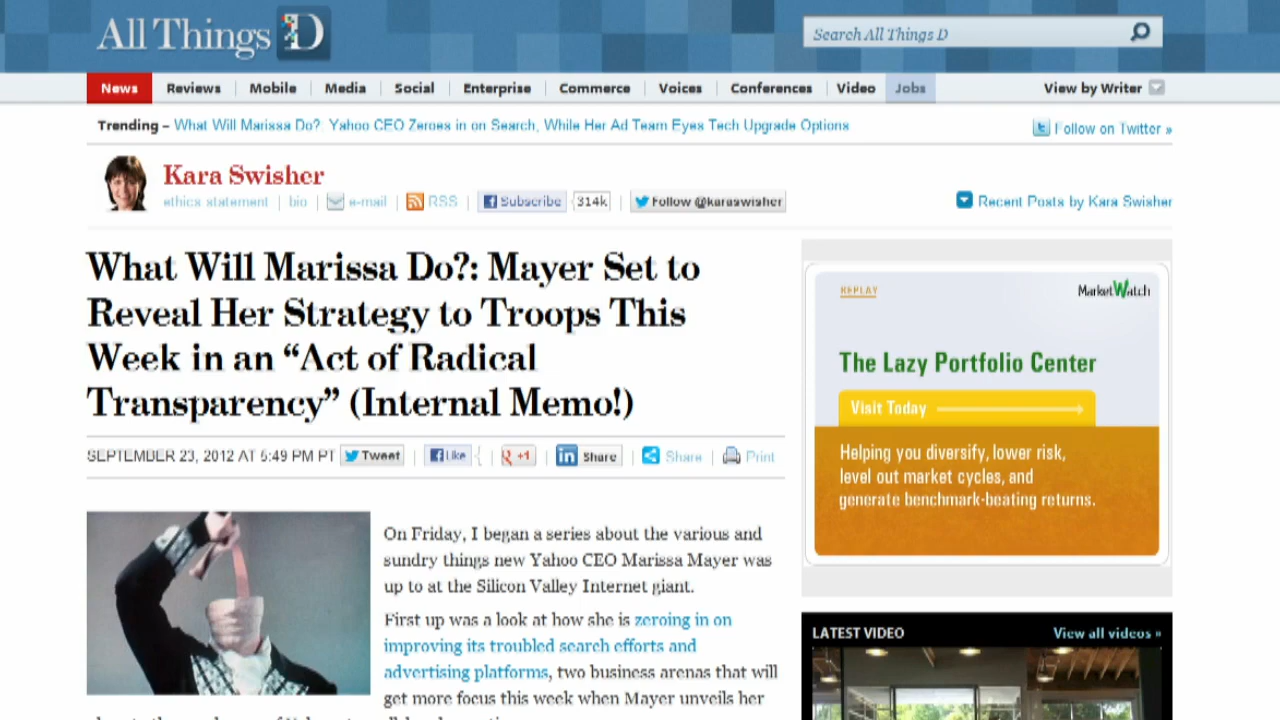 All Things D
Search All Things D
News Reviews Mobile Media Social Enterprise Commerce Voices Conferences Video Jobs View by Writer
Trending – What Will Marissa Do?: Yahoo CEO Zeroes in on Search, While Her Ad Team Eyes Tech Upgrade Options
Follow on Twitter »
Kara Swisher
ethics statement | bio | e-mail | RSS | Subscribe 314k | Follow @karaswisher
Recent Posts by Kara Swisher
What Will Marissa Do?: Mayer Set to
Reveal Her Strategy to Troops This
Week in an “Act of Radical
Transparency” (Internal Memo!)
SEPTEMBER 23, 2012 AT 5:49 PM PT Tweet | Like | +1 | in Share | Share | Print
On Friday, I began a series about the various and
sundry things new Yahoo CEO Marissa Mayer was
up to at the Silicon Valley Internet giant.
First up was a look at how she is zeroing in on
improving its troubled search efforts and
advertising platforms, two business arenas that will
get more focus this week when Mayer unveils her
REPLAY
MarketWatch
The Lazy Portfolio Center
Visit Today
Helping you diversify, lower risk,
level out market cycles, and
generate benchmark-beating returns.
LATEST VIDEO View all videos »